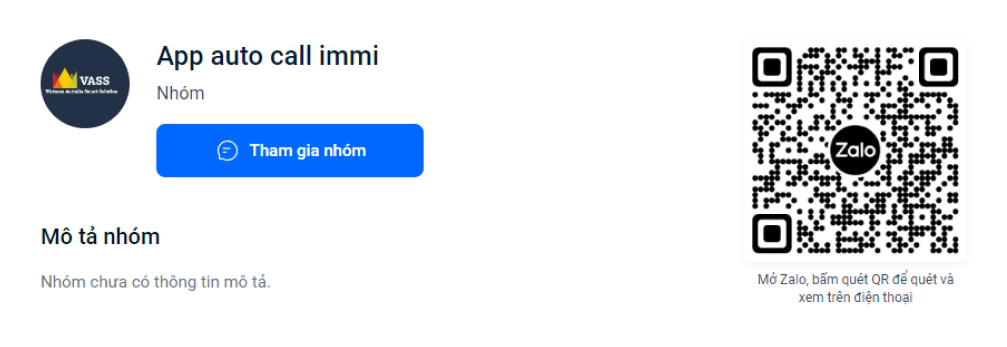 App auto call immi
VASS
Vietnam Australia Smart Solution
Nhóm
Tham gia nhóm
Zalo
Mô tả nhóm
Nhóm chưa có thông tin mô tả.
Mở Zalo, bấm quét QR để quét và
xem trên điện thoại